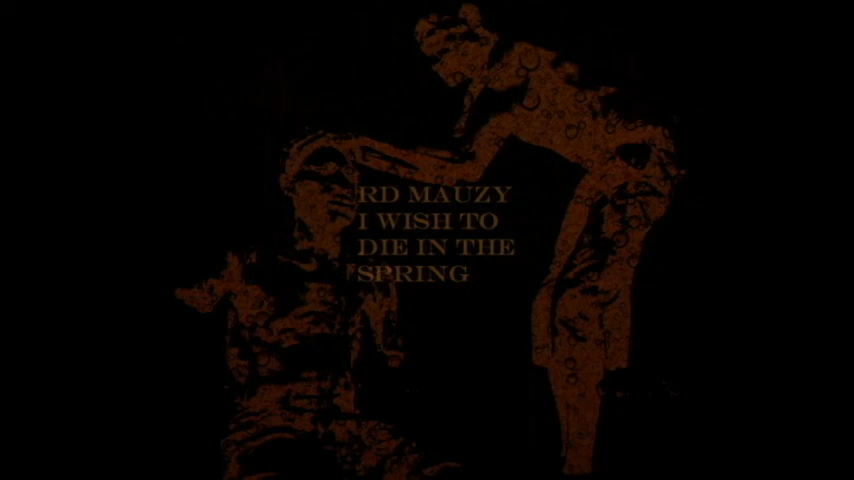 RD MAUZY
I WISH TO
DIE IN THE
SPRING